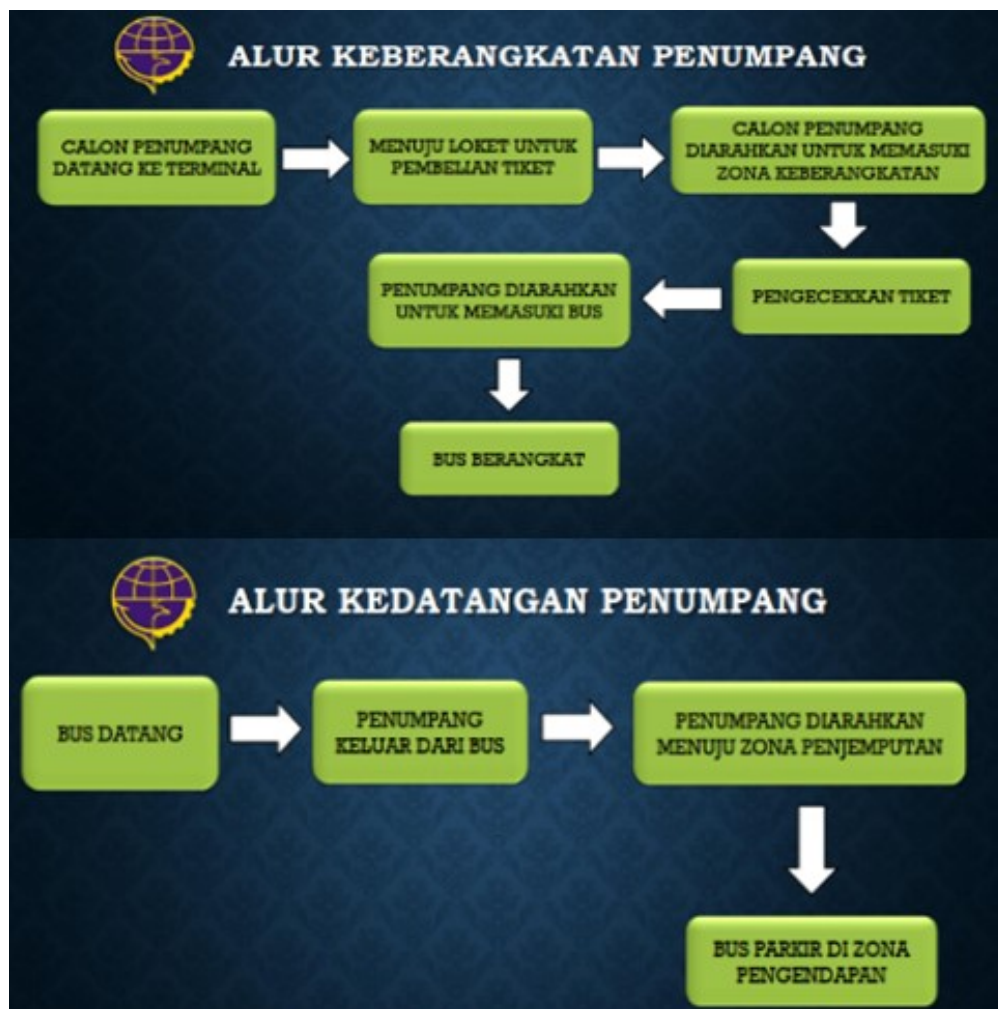 ALUR KEBERANGKATAN PENUMPANG
CALON PENUMPANG
DATANG KE TERMINAL
MENUJU LOKET UNTUK
PEMBELIAN TIKET
CALON PENUMPANG
DIARAHKAN UNTUK MEMASUKI
ZONA KEBERANGKATAN
PENGECEKKAN TIKET
PENUMPANG DIARAHKAN
UNTUK MEMASUKI BUS
BUS BERANGKAT
ALUR KEDATANGAN PENUMPANG
BUS DATANG
PENUMPANG
KELUAR DARI BUS
PENUMPANG DIARAHKAN
MENUJU ZONA PENJEMPUTAN
BUS PARKIR DI ZONA
PENGENDAPAN